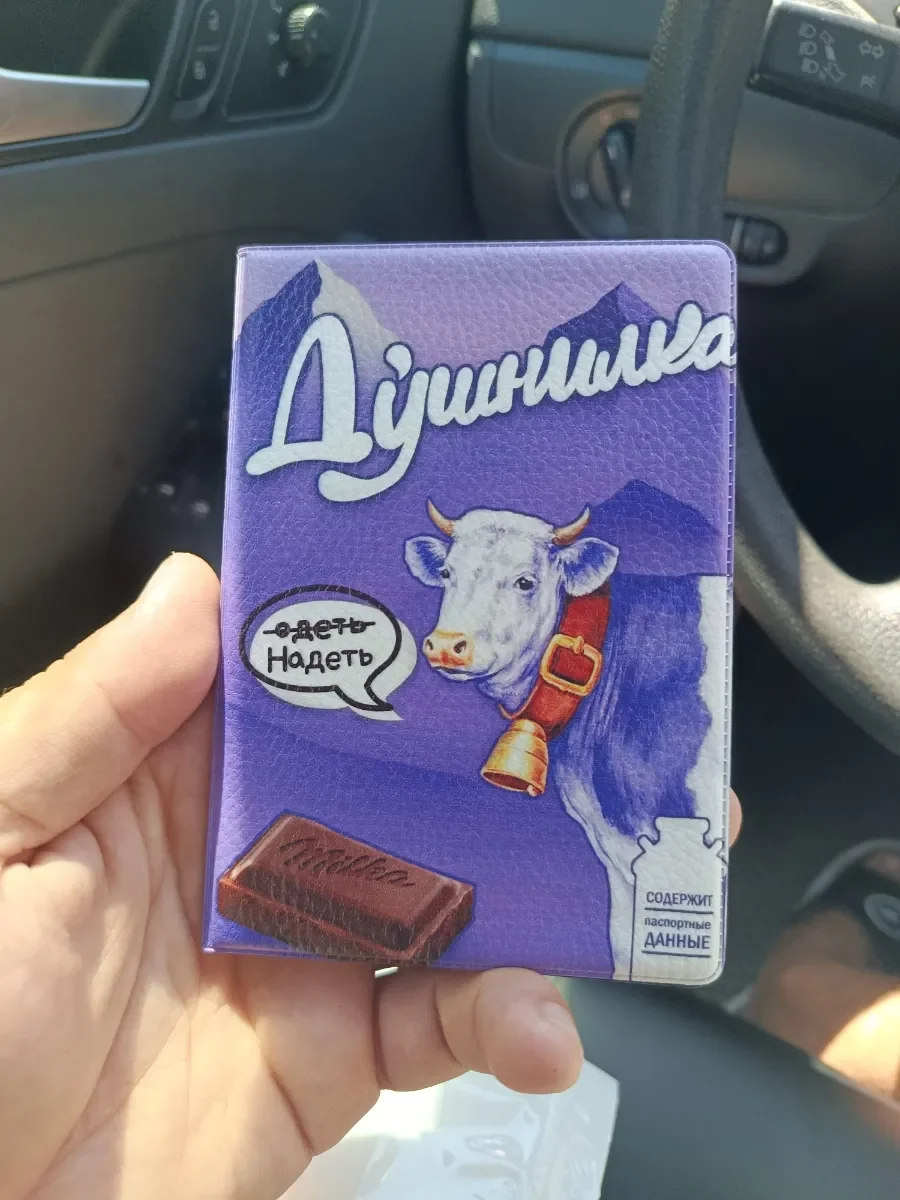 Душнилка
одеть
Надеть
Milka
СОДЕРЖИТ
паспортные
ДАННЫЕ